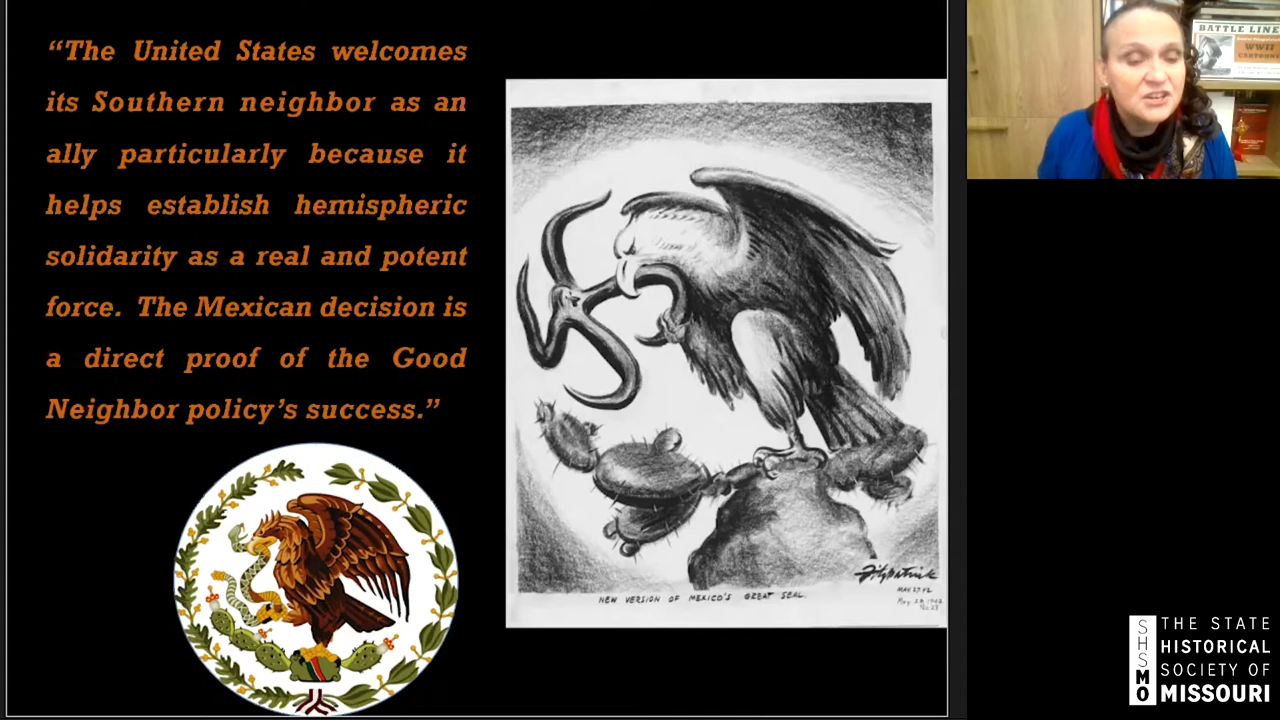 “The United States welcomes
its Southern neighbor as an
ally particularly because it
helps establish hemispheric
solidarity as a real and potent
force. The Mexican decision is
a direct proof of the Good
Neighbor policy’s success.”
Fitzpatrick
NEW VERSION OF MEXICO'S GREAT SEAL.
BATTLE LINE
WWII
CARTOONS
SHSMO
THE STATE
HISTORICAL
SOCIETY OF
MISSOURI